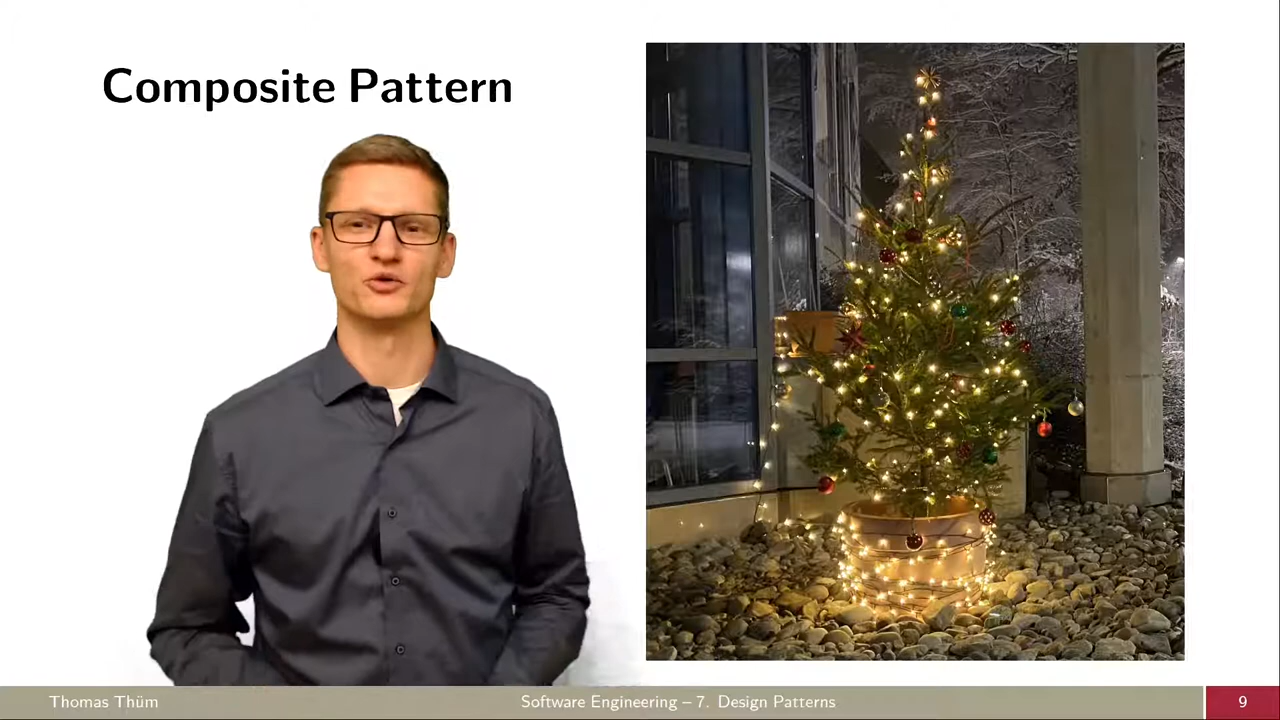 Composite Pattern
Thomas Thüm
Software Engineering – 7. Design Patterns
9